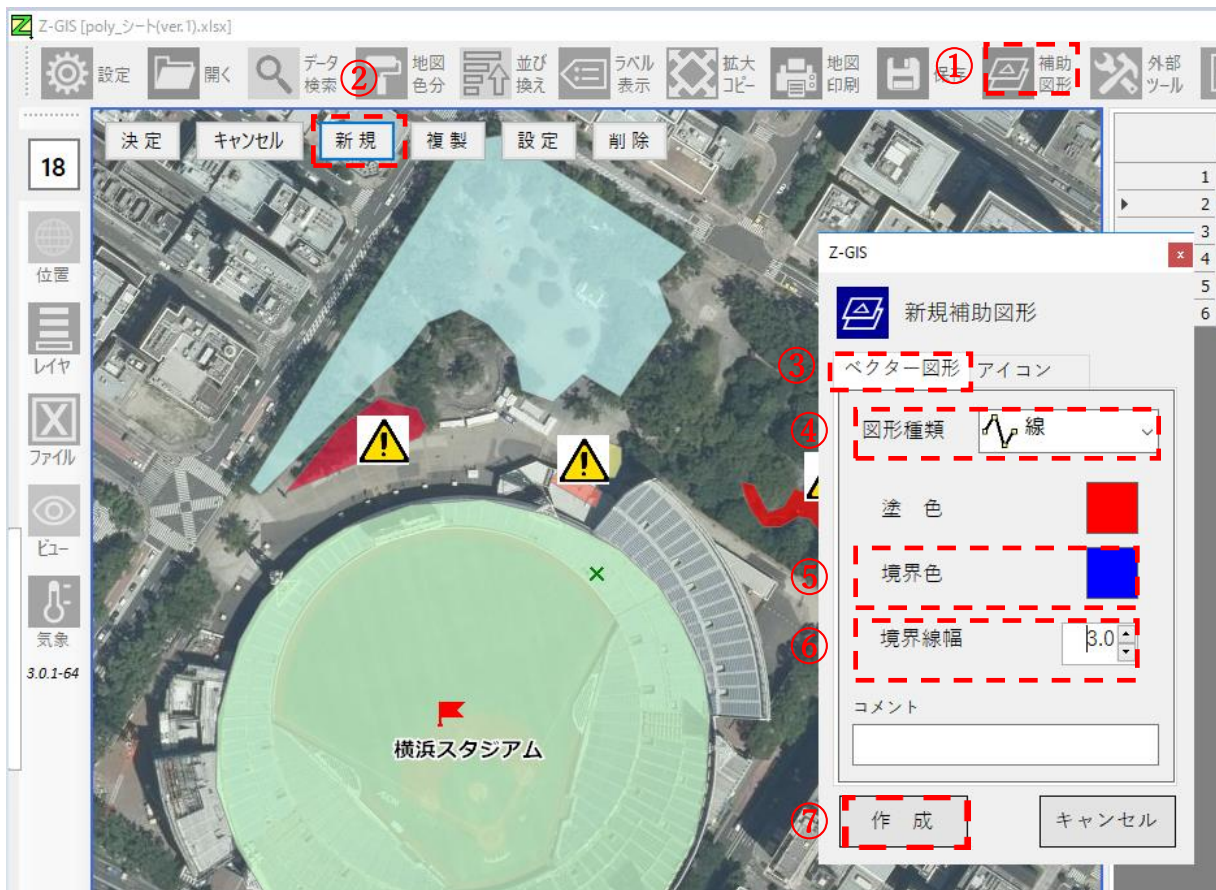 Z-GIS [poly_シート(ver.1).xlsx]
設定
開く
データ
検索
②
地図
色分
並び
換え
ラベル
表示
拡大
コピー
地図
印刷
保存
①
補助
図形
外部
ツール
決定
キャンセル
新規
複製
設定
削除
18
位置
レイヤ
ファイル
ビュー
気象
3.0.1-64
横浜スタジアム
1
2
3
4
5
6
Z-GIS
x
新規補助図形
③
ベクター図形
アイコン
④
図形種類
線
塗 色
⑤
境界色
⑥
境界線幅
3.0
コメント
⑦
作 成
キャンセル